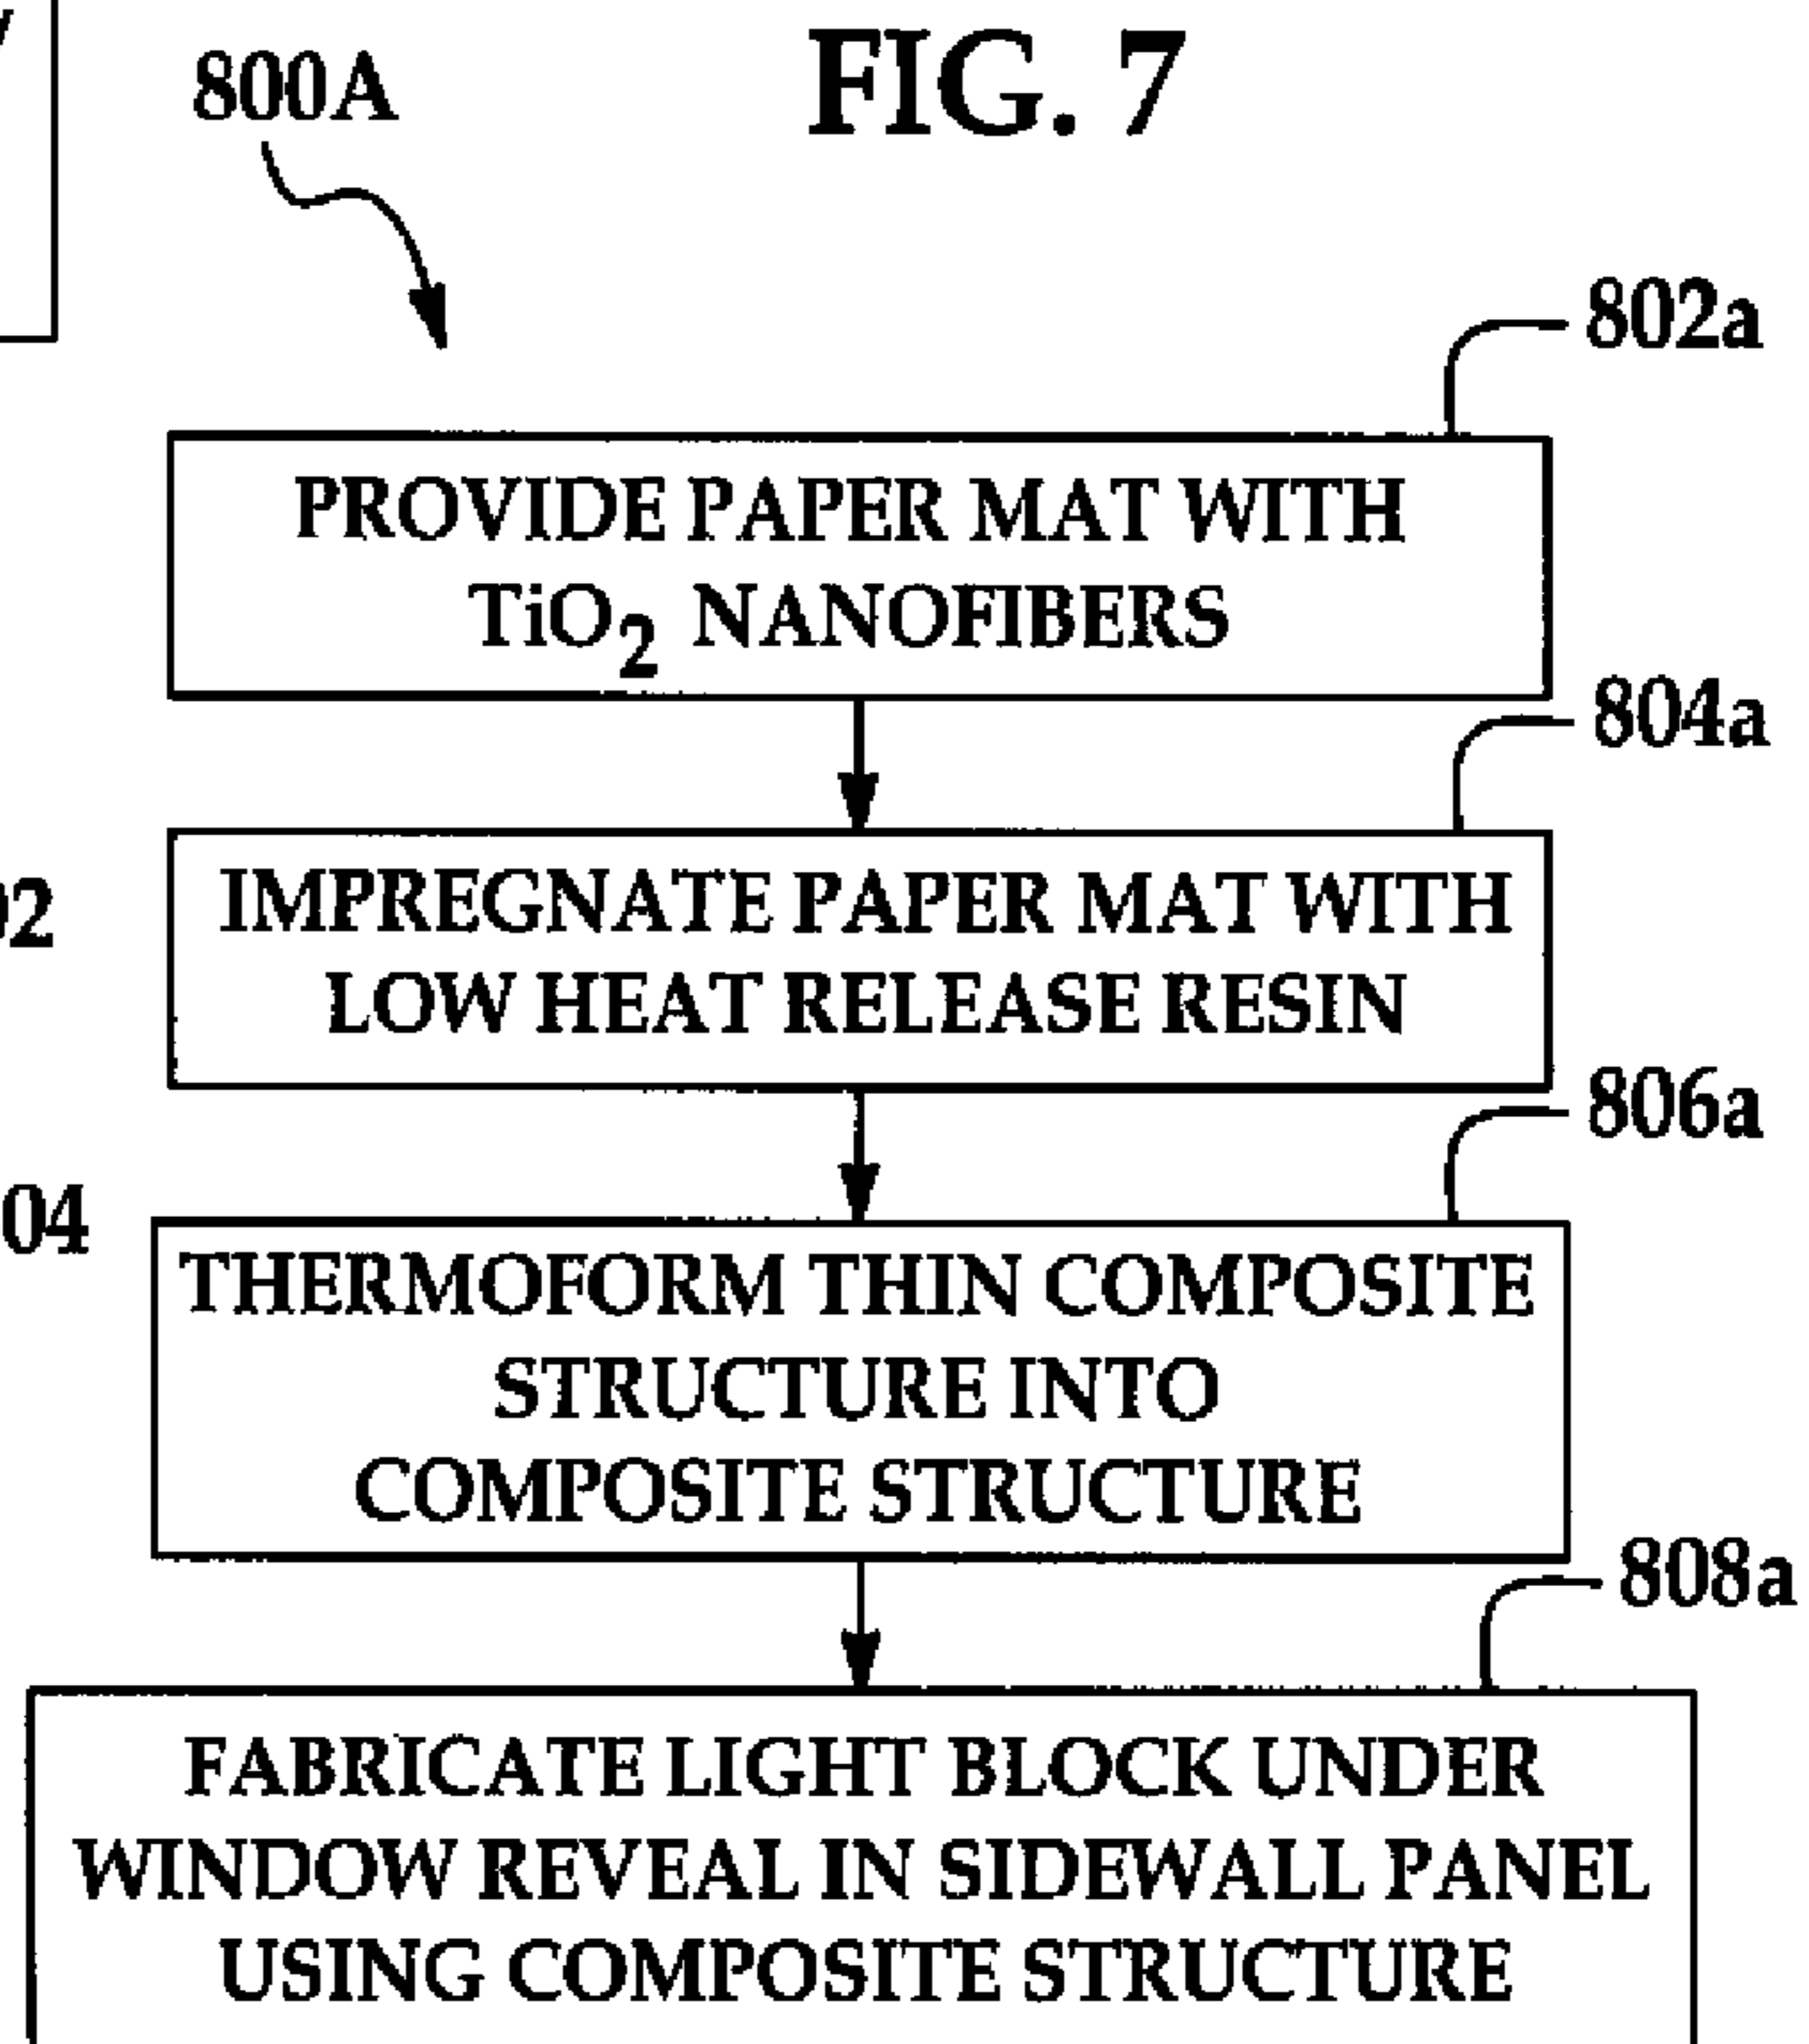 FIG. 7
800A
802a
PROVIDE PAPER MAT WITH
TiO2 NANOFIBERS
804a
IMPREGNATE PAPER MAT WITH
LOW HEAT RELEASE RESIN
806a
THERMOFORM THIN COMPOSITE
STRUCTURE INTO
COMPOSITE STRUCTURE
04
808a
FABRICATE LIGHT BLOCK UNDER
WINDOW REVEAL IN SIDEWALL PANEL
USING COMPOSITE STRUCTURE